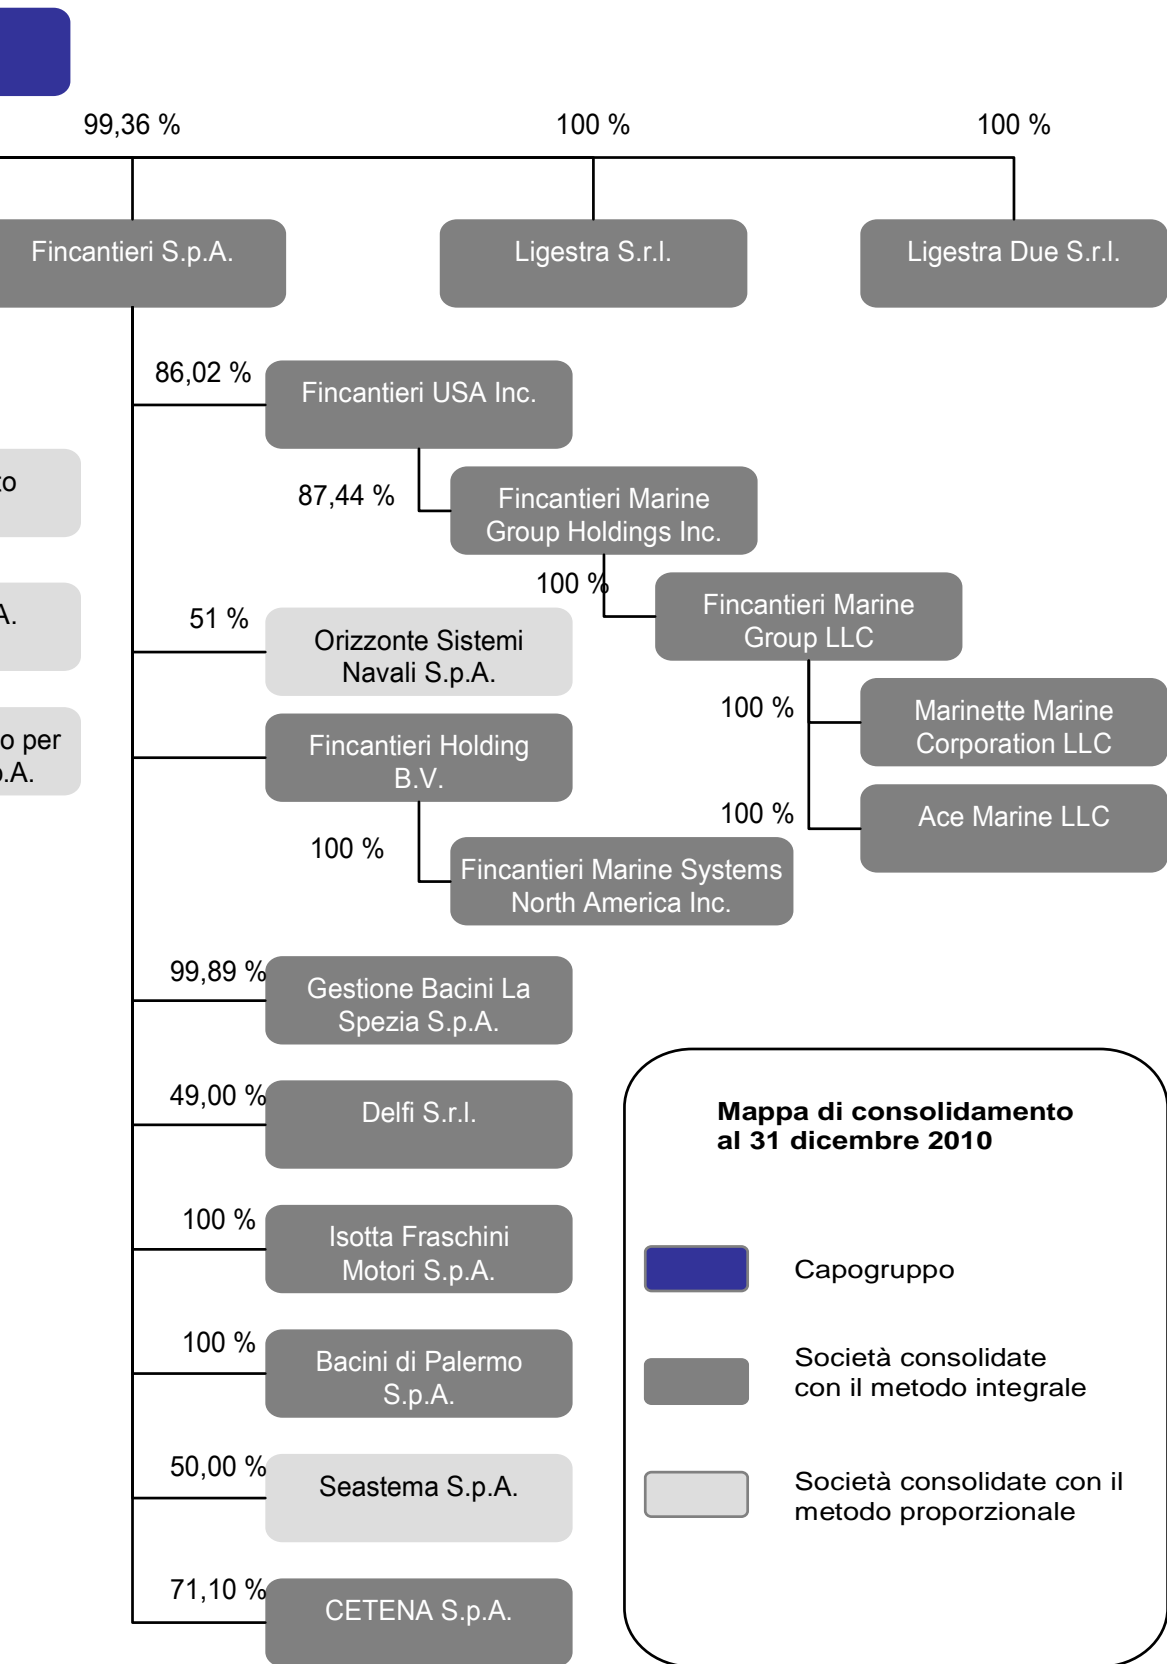 99,36 %
100 %
100 %
Fincantieri S.p.A.
Ligestra S.r.l.
Ligestra Due S.r.l.
86,02 %
Fincantieri USA Inc.
87,44 %
Fincantieri Marine
Group Holdings Inc.
100 %
Fincantieri Marine
Group LLC
100 %
Marinette Marine
Corporation LLC
100 %
Ace Marine LLC
to
A.
o per
p.A.
51 %
Orizzonte Sistemi
Navali S.p.A.
Fincantieri Holding
B.V.
100 %
Fincantieri Marine Systems
North America Inc.
99,89 %
Gestione Bacini La
Spezia S.p.A.
49,00 %
Delfi S.r.l.
100 %
Isotta Fraschini
Motori S.p.A.
100 %
Bacini di Palermo
S.p.A.
50,00 %
Seastema S.p.A.
71,10 %
CETENA S.p.A.
Mappa di consolidamento
al 31 dicembre 2010
Capogruppo
Società consolidate
con il metodo integrale
Società consolidate con il
metodo proporzionale